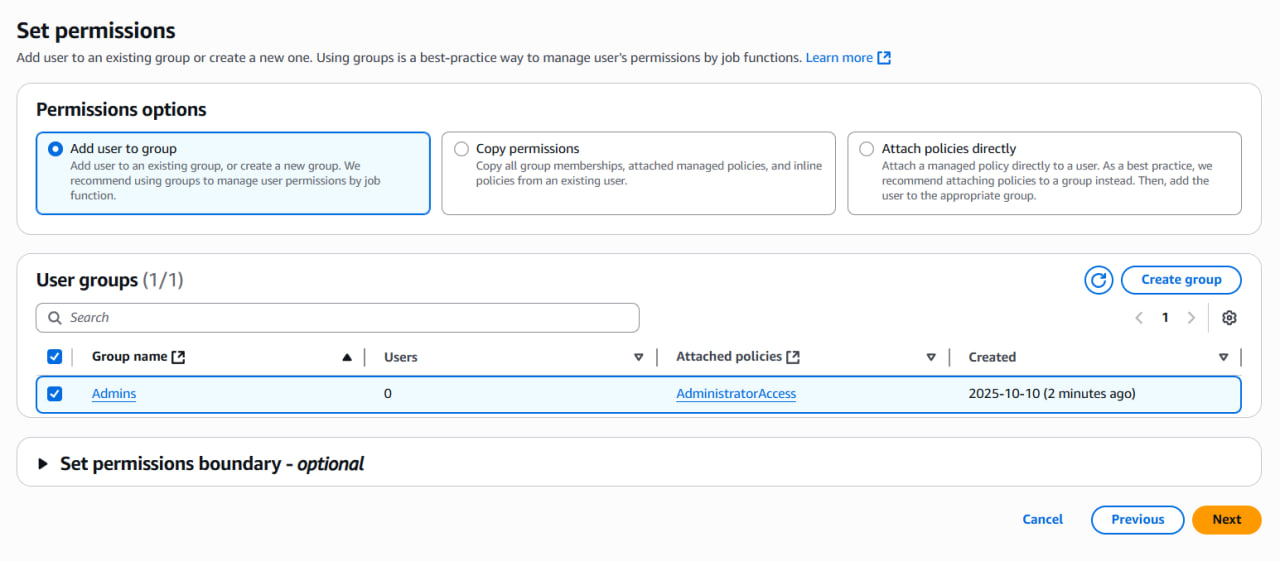 Set permissions
Add user to an existing group or create a new one. Using groups is a best-practice way to manage user's permissions by job functions. Learn more
Permissions options
Add user to group
Add user to an existing group, or create a new group. We
recommend using groups to manage user permissions by job
function.
Copy permissions
Copy all group memberships, attached managed policies, and inline
policies from an existing user.
Attach policies directly
Attach a managed policy directly to a user. As a best practice, we
recommend attaching policies to a group instead. Then, add the
user to the appropriate group.
User groups (1/1)
Create group
Search
1
Group name Users Attached policies Created
Admins 0 AdministratorAccess 2025-10-10 (2 minutes ago)
Set permissions boundary - optional
Cancel Previous Next